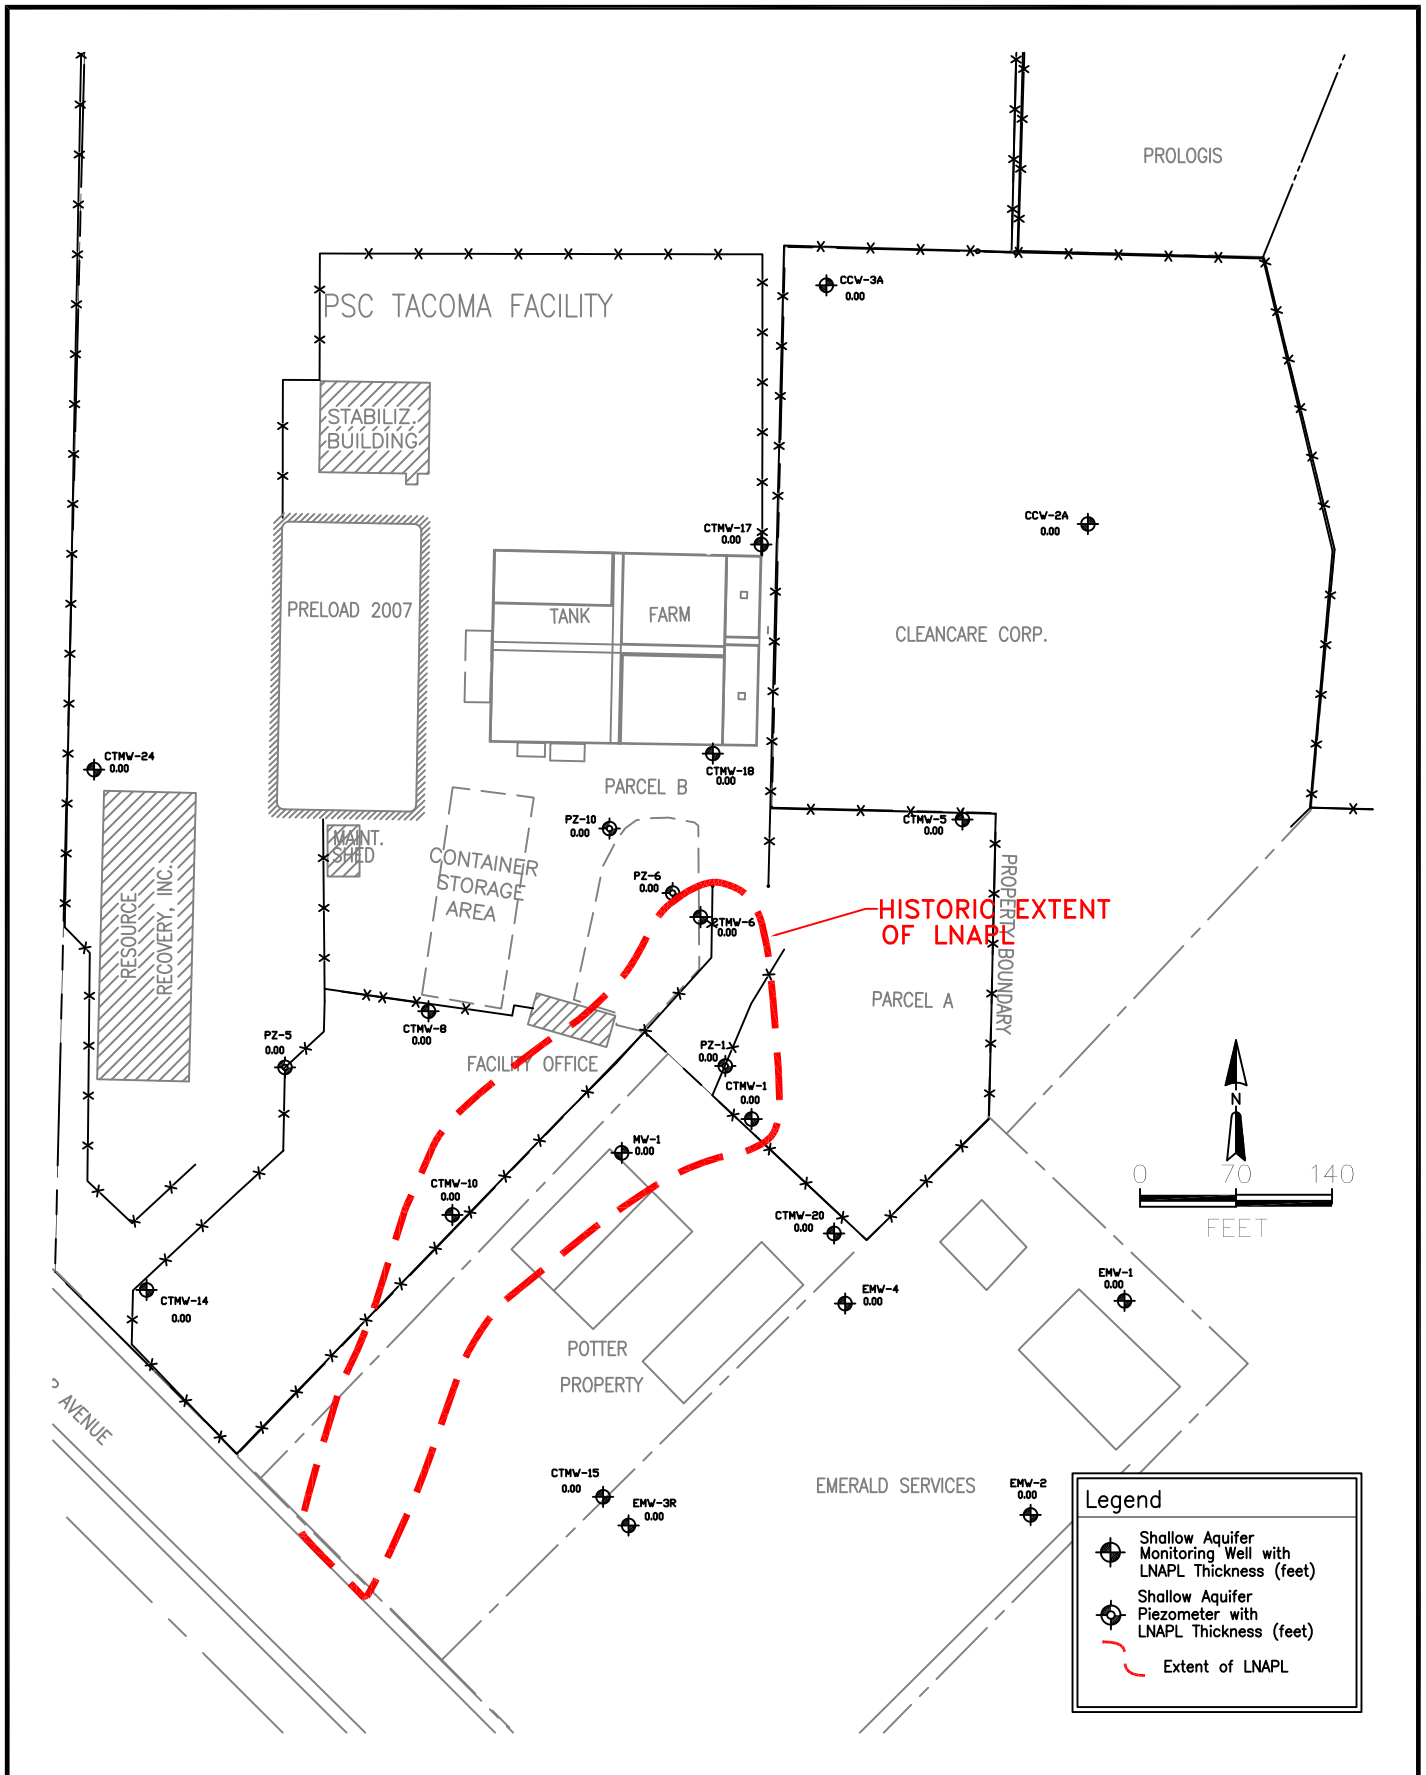 PROLOGIS
CCW-3A
0.00
PSC TACOMA FACILITY
STABILIZ.
BUILDING
CTMW-17
0.00
CCW-2A
0.00
PRELOAD 2007
TANK FARM
CLEANCARE CORP.
CTMW-24
0.00
CTMW-18
0.00
PARCEL B
PZ-10
0.00
CTMW-5
0.00
MAINT.
SHED
CONTAINER
STORAGE
AREA
PZ-6
0.00
RESOURCE
RECOVERY, INC.
CTMW-6
0.00
HISTORIC EXTENT
OF LNAPL
PROPERTY BOUNDARY
PARCEL A
CTMW-8
0.00
PZ-5
0.00
FACILITY OFFICE
PZ-1
0.00
CTMW-1
0.00
N
MW-1
0.00
0 70 140
FEET
CTMW-10
0.00
CTMW-20
0.00
CTMW-14
0.00
EMW-4
0.00
EMW-1
0.00
POTTER
PROPERTY
P AVENUE
CTMW-15
0.00
EMW-3R
0.00
EMERALD SERVICES
EMW-2
0.00
Legend
Shallow Aquifer
Monitoring Well with
LNAPL Thickness (feet)
Shallow Aquifer
Piezometer with
LNAPL Thickness (feet)
Extent of LNAPL